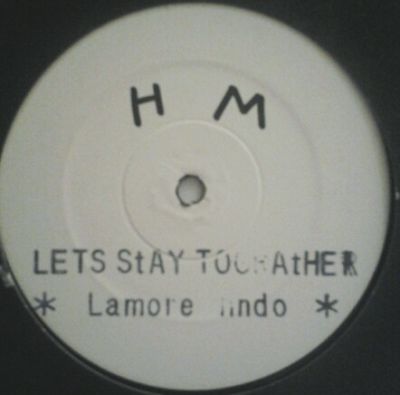 H M
LETS StAY
* Lamore *